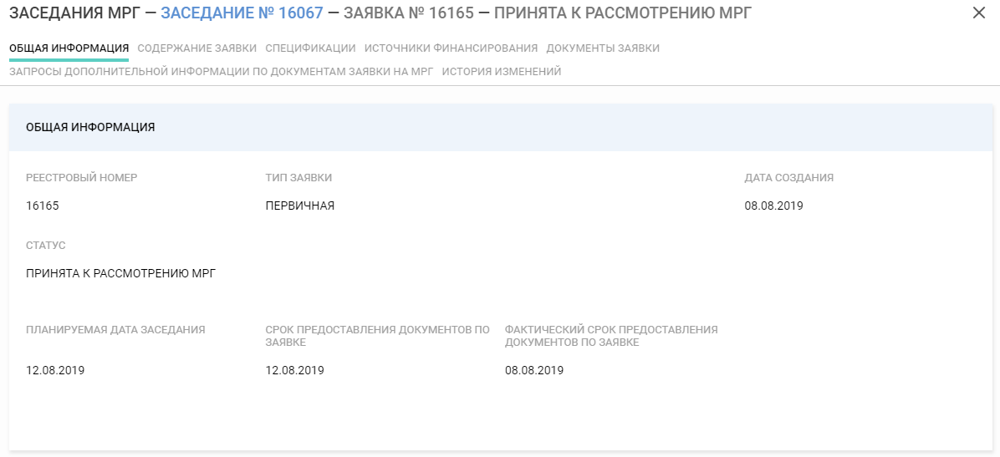 ЗАСЕДАНИЯ МРГ — ЗАСЕДАНИЕ № 16067 — ЗАЯВКА № 16165 — ПРИНЯТА К РАССМОТРЕНИЮ МРГ
ОБЩАЯ ИНФОРМАЦИЯ СОДЕРЖАНИЕ ЗАЯВКИ СПЕЦИФИКАЦИИ ИСТОЧНИКИ ФИНАНСИРОВАНИЯ ДОКУМЕНТЫ ЗАЯВКИ
ЗАПРОСЫ ДОПОЛНИТЕЛЬНОЙ ИНФОРМАЦИИ ПО ДОКУМЕНТАМ ЗАЯВКИ НА МРГ ИСТОРИЯ ИЗМЕНЕНИЙ
ОБЩАЯ ИНФОРМАЦИЯ
РЕЕСТРОВЫЙ НОМЕР ТИП ЗАЯВКИ ДАТА СОЗДАНИЯ
16165 ПЕРВИЧНАЯ 08.08.2019
СТАТУС
ПРИНЯТА К РАССМОТРЕНИЮ МРГ
ПЛАНИРУЕМАЯ ДАТА ЗАСЕДАНИЯ СРОК ПРЕДОСТАВЛЕНИЯ ДОКУМЕНТОВ ПО ФАКТИЧЕСКИЙ СРОК ПРЕДОСТАВЛЕНИЯ
ЗАЯВКЕ ДОКУМЕНТОВ ПО ЗАЯВКЕ
12.08.2019 12.08.2019 08.08.2019